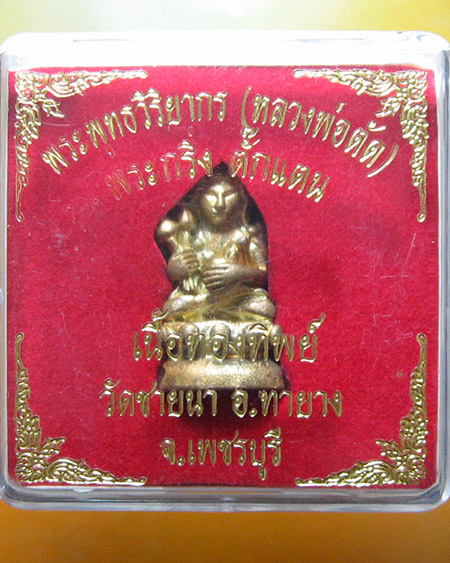 พระพุทธวิริยากร (หลวงพ่อตัด)
พระกริ่ง ตั๊กแตน
เนื้อทองทิพย์
วัดชายนา อ.ท่ายาง
จ.เพชรบุรี